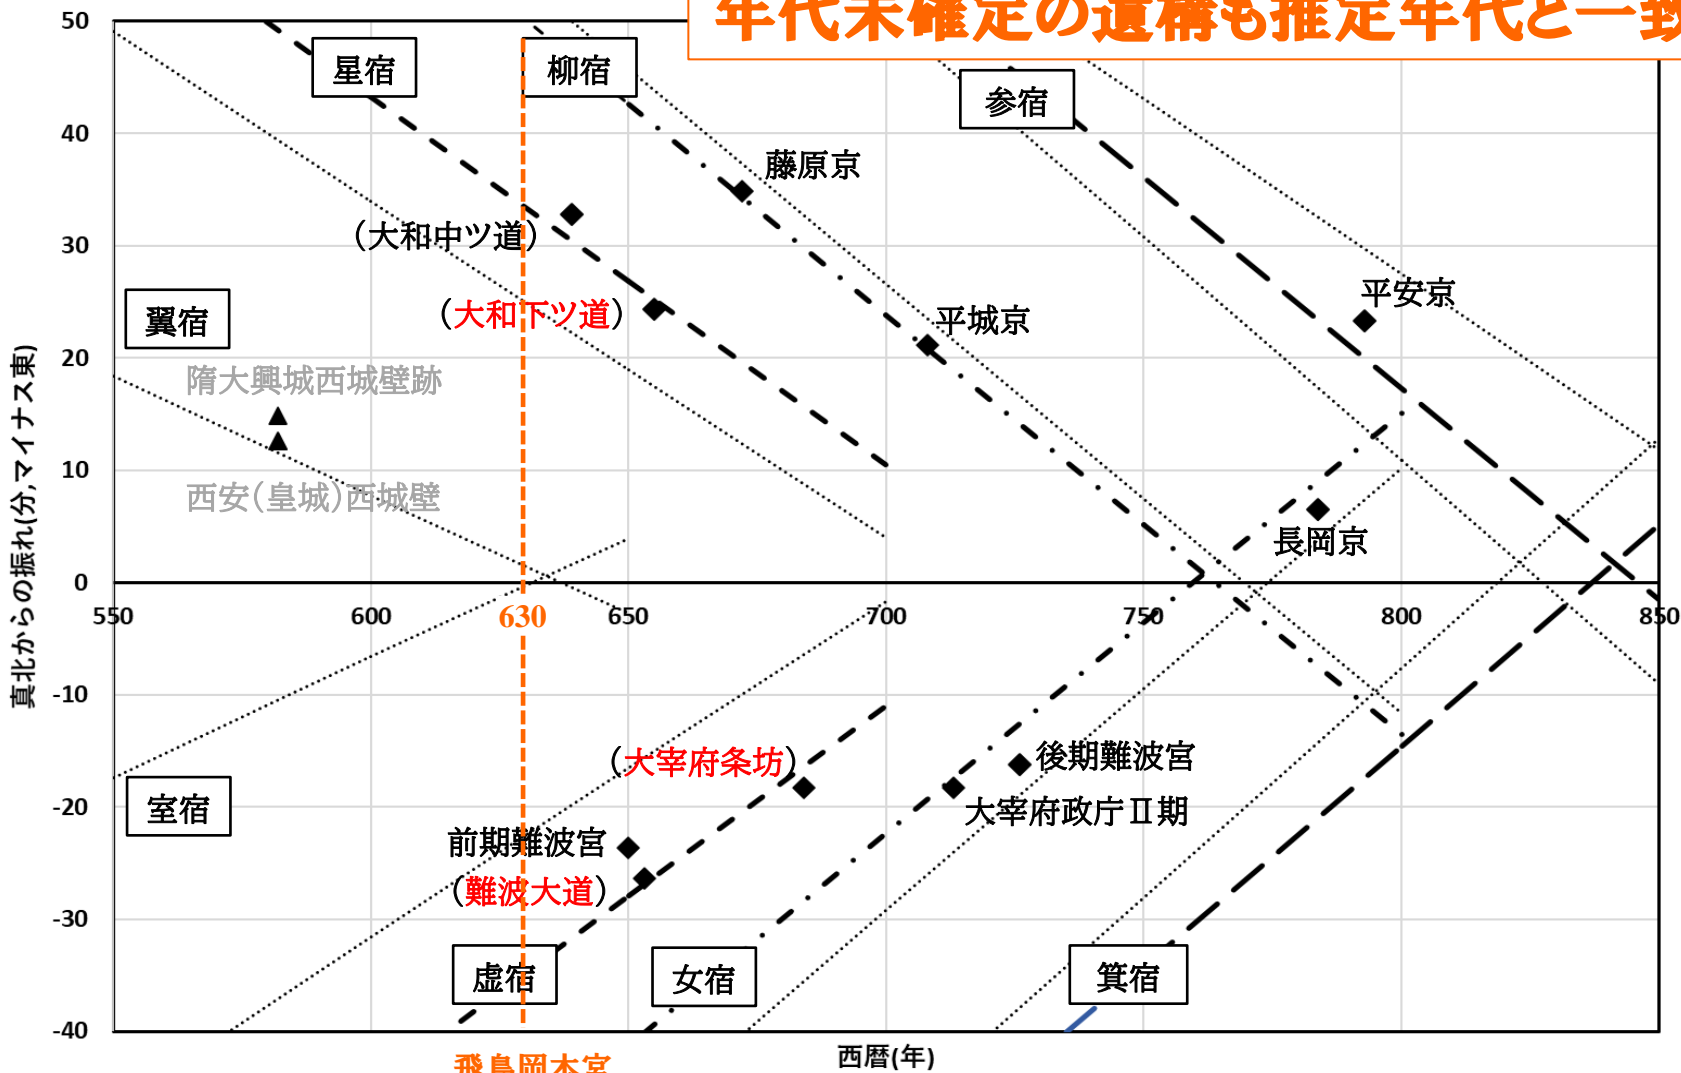 年代未確定の遺構も推定年代と一致
50
40
30
20
10
0
-10
-20
-30
-40
真北からの振れ(分,マイナス東)
星宿
柳宿
参宿
藤原京
(大和中ツ道)
(大和下ツ道)
平城京
平安京
翼宿
隋大興城西城壁跡
西安(皇城)西城壁
長岡京
550
600
630
650
700
750
800
850
(大宰府条坊)
後期難波宮
大宰府政庁Ⅱ期
室宿
前期難波宮
(難波大道)
虚宿
女宿
箕宿
西暦(年)
飛鳥岡本宮